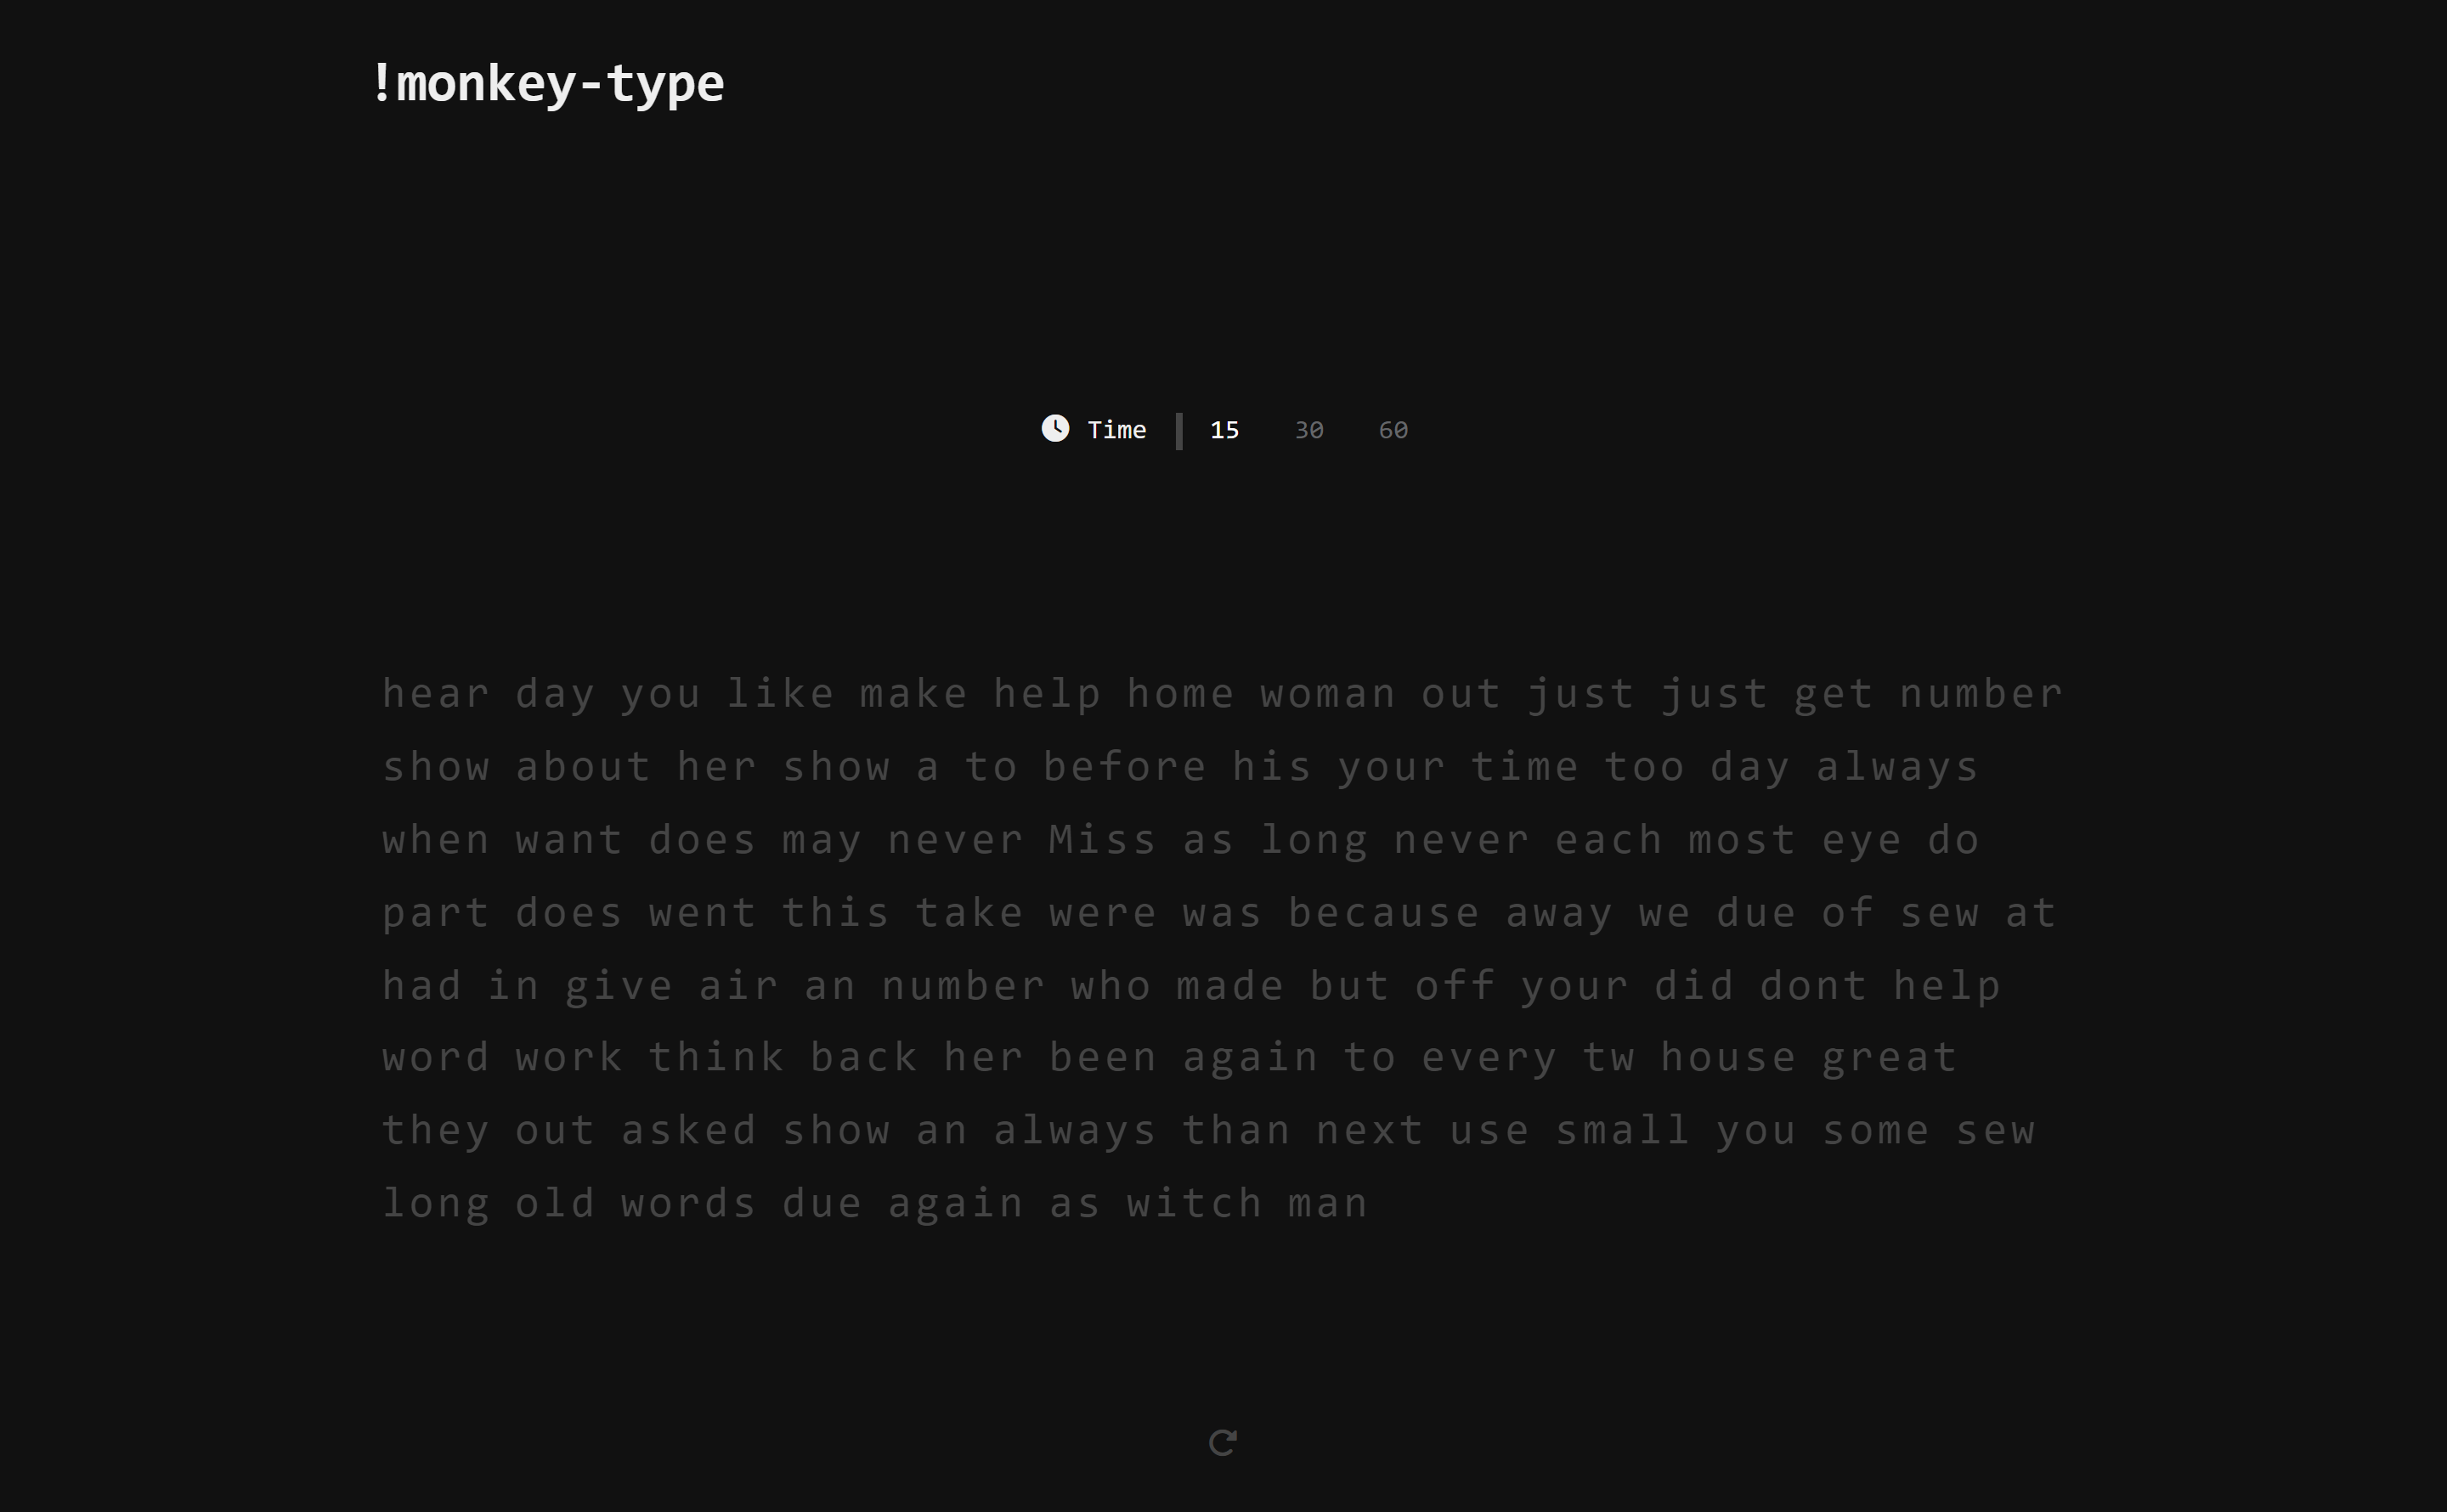 !monkey-type
Time 15 30 60
hear day you like make help home woman out just just get number
show about her show a to before his your time too day always
when want does may never Miss as long never each most eye do
part does went this take were was because away we due of sew at
had in give air an number who made but off your did dont help
word work think back her been again to every tw house great
they out asked show an always than next use small you some sew
long old words due again as witch man